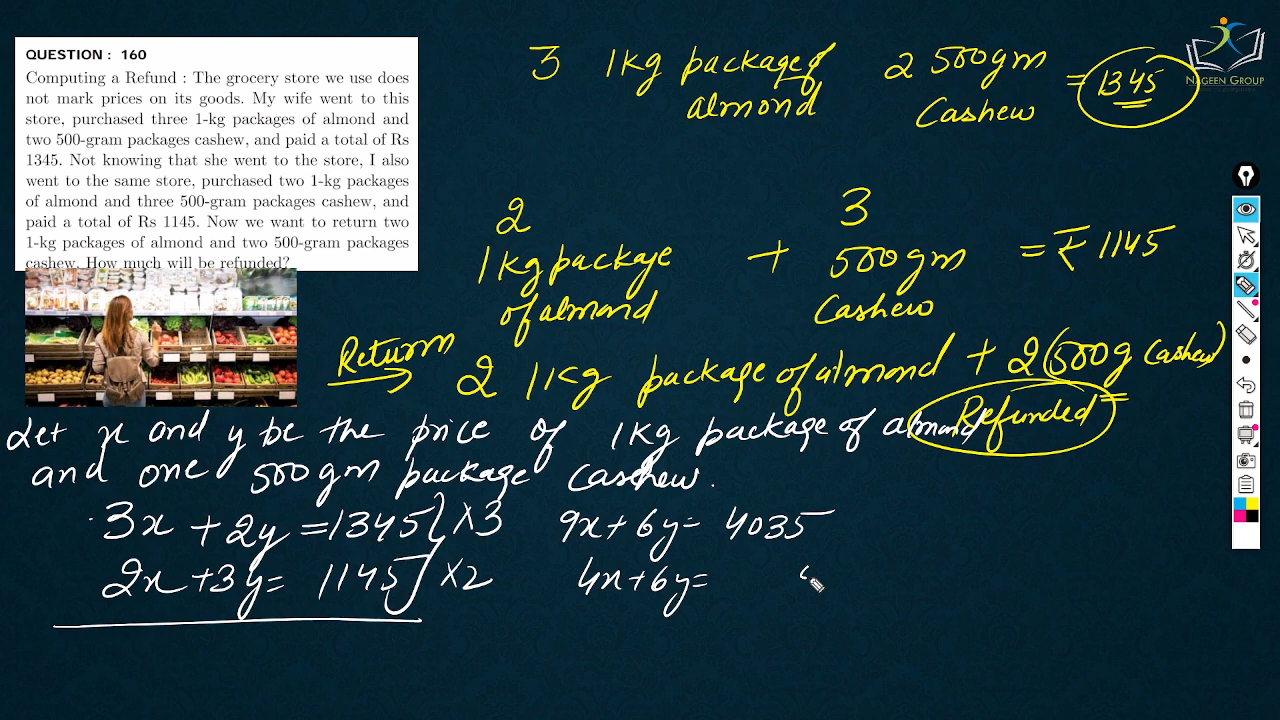 QUESTION : 160
Computing a Refund : The grocery store we use does
not mark prices on its goods. My wife went to this
store, purchased three 1-kg packages of almond and
two 500-gram packages cashew, and paid a total of Rs
1345. Not knowing that she went to the store, I also
went to the same store, purchased two 1-kg packages
of almond and three 500-gram packages cashew, and
paid a total of Rs 1145. Now we want to return two
1-kg packages of almond and two 500-gram packages
cashew. How much will be refunded?
NAGEEN GROUP
3 1kg package of almond 2 500gm Cashew = 1345
2 3
1kg package + 500gm = ₹ 1145
of almond Cashew
Return 2 1kg package of almond + 2(500g Cashew) =
Refunded
Let x and y be the price of 1kg package of almond
and one 500gm package cashew.
3x + 2y = 1345 } ×3 9x + 6y = 4035
2x + 3y = 1145 } ×2 4x + 6y =